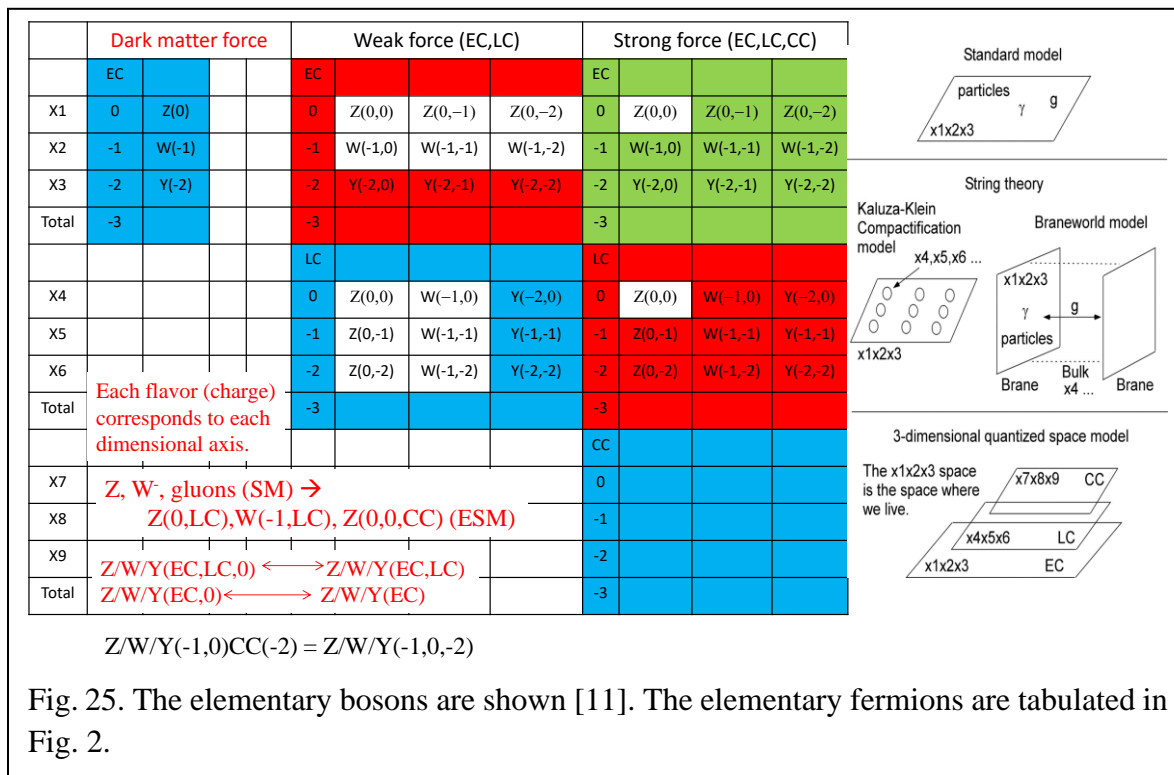 Dark matter force Weak force (EC,LC) Strong force (EC,LC,CC)
EC EC EC
X1 0 Z(0) 0 Z(0,0) Z(0,−1) Z(0,−2) 0 Z(0,0) Z(0,−1) Z(0,−2)
X2 -1 W(-1) -1 W(-1,0) W(-1,-1) W(-1,-2) -1 W(-1,0) W(-1,-1) W(-1,-2)
X3 -2 Y(-2) -2 Y(-2,0) Y(-2,-1) Y(-2,-2) -2 Y(-2,0) Y(-2,-1) Y(-2,-2)
Total -3 -3 -3
LC LC
X4 0 Z(0,0) W(−1,0) Y(−2,0) 0 Z(0,0) W(−1,0) Y(−2,0)
X5 -1 Z(0,-1) W(-1,-1) Y(-1,-1) -1 Z(0,-1) W(-1,-1) Y(-1,-1)
X6 -2 Z(0,-2) W(-1,-2) Y(-2,-2) -2 Z(0,-2) W(-1,-2) Y(-2,-2)
Total -3 -3
Each flavor (charge)
corresponds to each
dimensional axis.
CC
X7 0
X8 -1
X9 -2
Total -3
Z, W⁻, gluons (SM) →
Z(0,LC),W(-1,LC), Z(0,0,CC) (ESM)
Z/W/Y(EC,LC,0) ⟷ Z/W/Y(EC,LC)
Z/W/Y(EC,0) ⟷ Z/W/Y(EC)
Z/W/Y(-1,0)CC(-2) = Z/W/Y(-1,0,-2)
Standard model
particles
γ g
x1x2x3
String theory
Kaluza-Klein
Compactification
model
x4,x5,x6 ...
x1x2x3
Braneworld model
x1x2x3
γ g
particles
Brane Bulk Brane
x4 ...
3-dimensional quantized space model
The x1x2x3 space
is the space where
we live.
x7x8x9 CC
x4x5x6 LC
x1x2x3 EC
Fig. 25. The elementary bosons are shown [11]. The elementary fermions are tabulated in
Fig. 2.